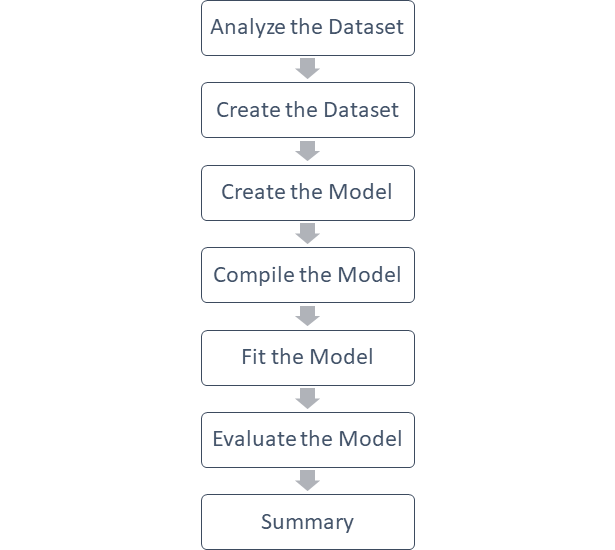 Analyze the Dataset
Create the Dataset
Create the Model
Compile the Model
Fit the Model
Evaluate the Model
Summary